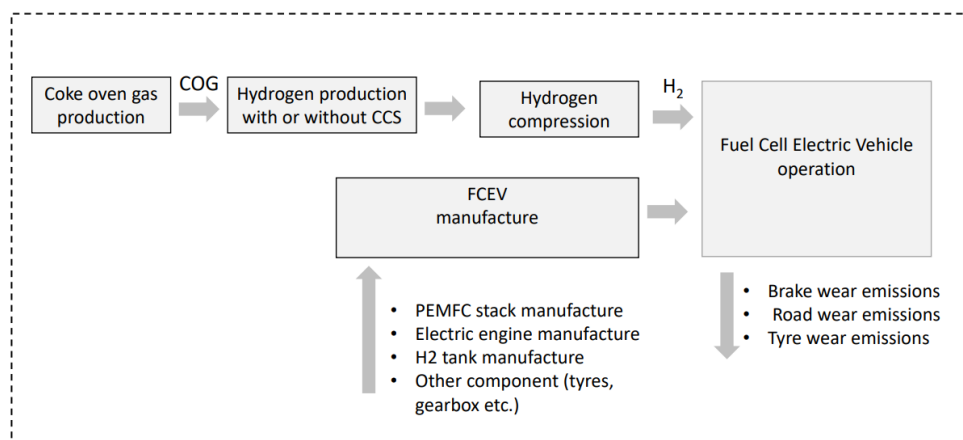 COG
Coke oven gas
production
Hydrogen production
with or without CCS
Hydrogen
compression
H₂
Fuel Cell Electric Vehicle
operation
FCEV
manufacture
• PEMFC stack manufacture
• Electric engine manufacture
• H2 tank manufacture
• Other component (tyres,
gearbox etc.)
• Brake wear emissions
• Road wear emissions
• Tyre wear emissions